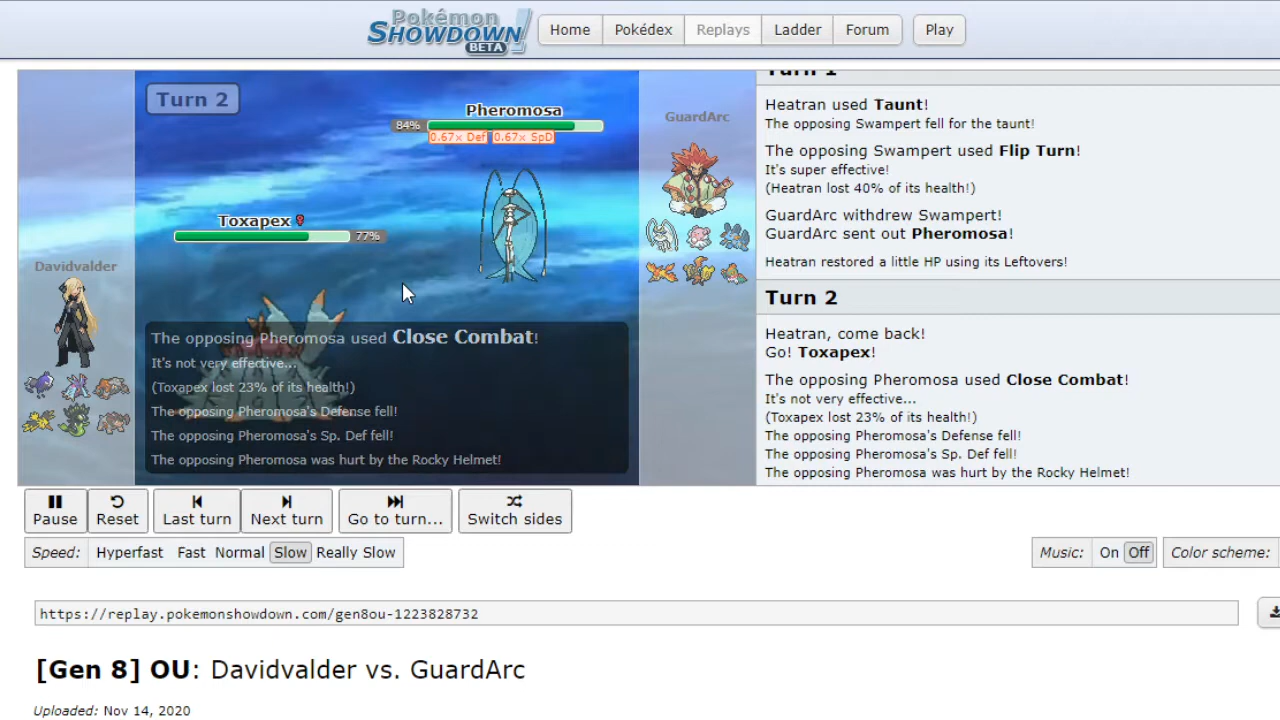 Pokémon
SHOWDOWN
BETA
Home
Pokédex
Replays
Ladder
Forum
Play
Turn 2
Pheromosa
84%
0.67× Def 0.67× SpD
Toxapex
77%
Davidvalder
GuardArc
The opposing Pheromosa used Close Combat!
It's not very effective...
(Toxapex lost 23% of its health!)
The opposing Pheromosa's Defense fell!
The opposing Pheromosa's Sp. Def fell!
The opposing Pheromosa was hurt by the Rocky Helmet!
Turn 1
Heatran used Taunt!
The opposing Swampert fell for the taunt!
The opposing Swampert used Flip Turn!
It's super effective!
(Heatran lost 40% of its health!)
GuardArc withdrew Swampert!
GuardArc sent out Pheromosa!
Heatran restored a little HP using its Leftovers!
Turn 2
Heatran, come back!
Go! Toxapex!
The opposing Pheromosa used Close Combat!
It's not very effective...
(Toxapex lost 23% of its health!)
The opposing Pheromosa's Defense fell!
The opposing Pheromosa's Sp. Def fell!
The opposing Pheromosa was hurt by the Rocky Helmet!
Pause
Reset
Last turn
Next turn
Go to turn...
Switch sides
Speed: Hyperfast Fast Normal Slow Really Slow
Music: On Off
Color scheme:
https://replay.pokemonshowdown.com/gen8ou-1223828732
[Gen 8] OU: Davidvalder vs. GuardArc
Uploaded: Nov 14, 2020